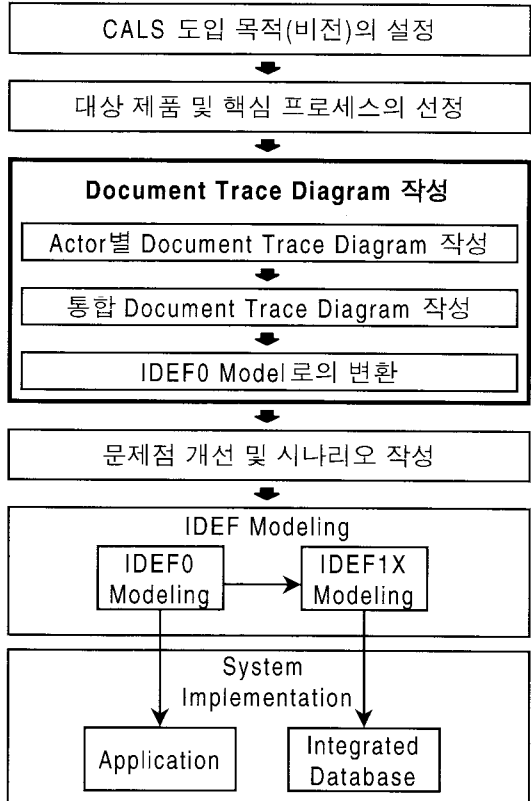 CALS 도입 목적(비전)의 설정
대상 제품 및 핵심 프로세스의 선정
Document Trace Diagram 작성
Actor별 Document Trace Diagram 작성
통합 Document Trace Diagram 작성
IDEF0 Model로의 변환
문제점 개선 및 시나리오 작성
IDEF Modeling
IDEF0
Modeling
IDEF1X
Modeling
System
Implementation
Application
Integrated
Database